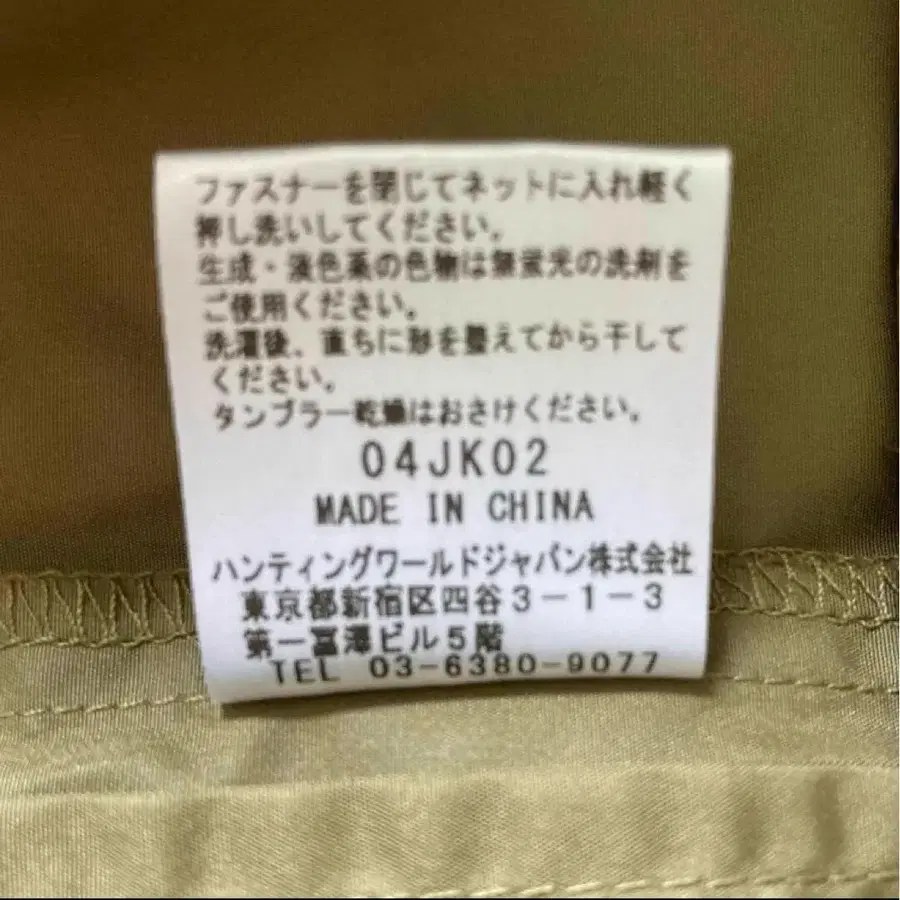 ファスナーを閉じてネットに入れ軽く
押し洗いしてください。
生成・淡色薬の色物は無蛍光の洗剤を
ご使用ください。
洗濯後、直ちに形を整えてから干して
ください。
タンブラー乾燥はおさけください。
04JK02
MADE IN CHINA
ハンティングワールドジャパン株式会社
東京都新宿区四谷3-1-3
第一冨澤ビル5階
TEL 03-6380-9077